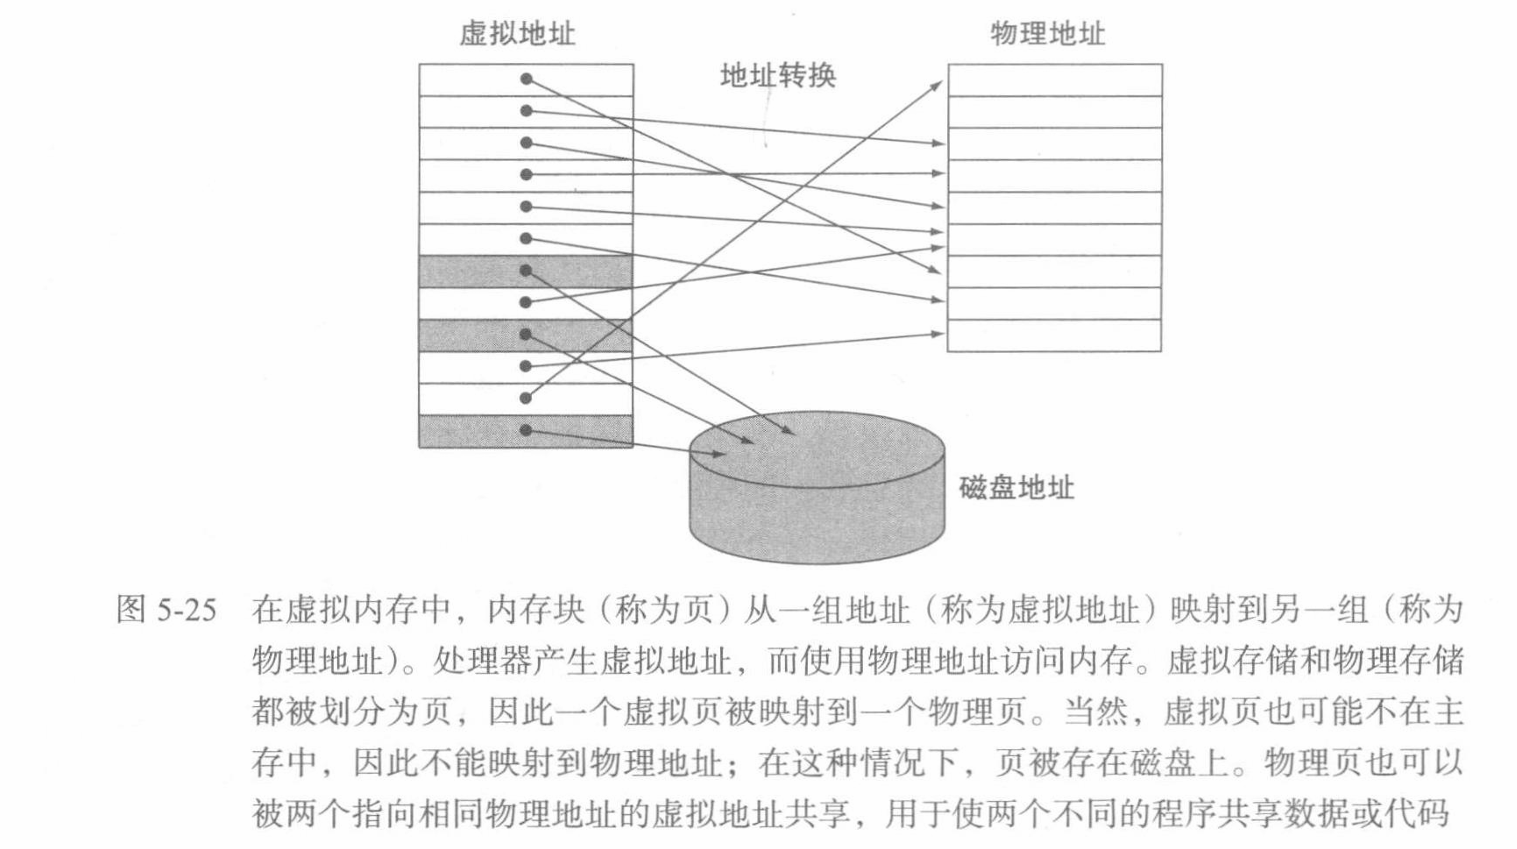 虚拟地址
物理地址
地址转换
磁盘地址
图 5-25 在虚拟内存中，内存块（称为页）从一组地址（称为虚拟地址）映射到另一组（称为
物理地址）。处理器产生虚拟地址，而使用物理地址访问内存。虚拟存储和物理存储
都被划分为页，因此一个虚拟页被映射到一个物理页。当然，虚拟页也可能不在主
存中，因此不能映射到物理地址；在这种情况下，页被存在磁盘上。物理页也可以
被两个指向相同物理地址的虚拟地址共享，用于使两个不同的程序共享数据或代码